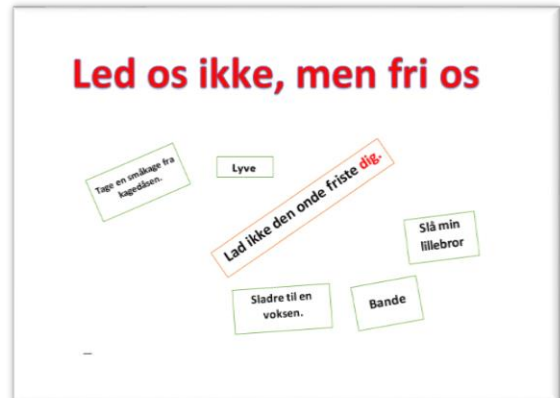 Led os ikke, men fri os
Tage en småkage fra
kagedåsen.
Lyve
Lad ikke den onde friste dig.
Slå min
lillebror
Sladre til en
voksen.
Bande